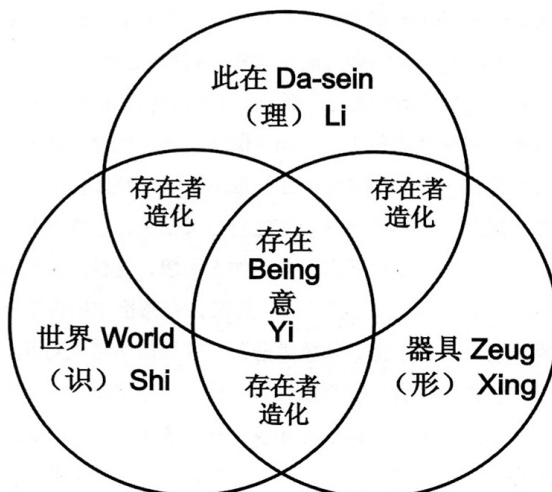 此在 Da-sein
（理） Li
存在者
造化
存在者
造化
存在
Being
意
Yi
世界 World
（识） Shi
器具 Zeug
（形） Xing
存在者
造化